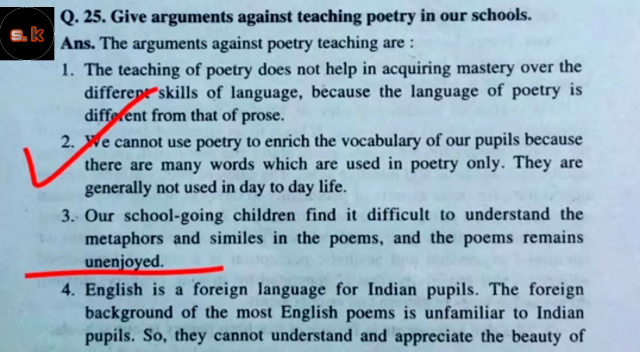 s.k
Q. 25. Give arguments against teaching poetry in our schools.
Ans. The arguments against poetry teaching are :
1. The teaching of poetry does not help in acquiring mastery over the
different skills of language, because the language of poetry is
different from that of prose.
2. We cannot use poetry to enrich the vocabulary of our pupils because
there are many words which are used in poetry only. They are
generally not used in day to day life.
3. Our school-going children find it difficult to understand the
metaphors and similes in the poems, and the poems remains
unenjoyed.
4. English is a foreign language for Indian pupils. The foreign
background of the most English poems is unfamiliar to Indian
pupils. So, they cannot understand and appreciate the beauty of